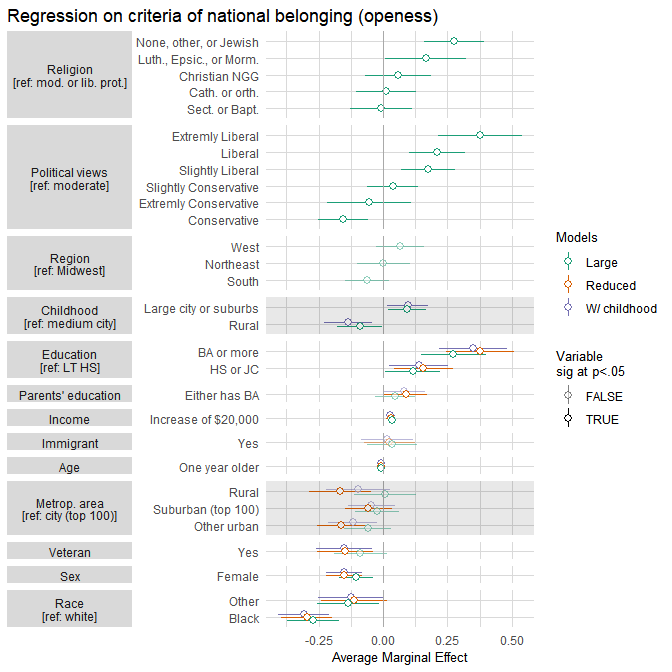 Regression on criteria of national belonging (openess)
Religion
[ref: mod. or lib. prot.]
None, other, or Jewish
Luth., Epsic., or Morm.
Christian NGG
Cath. or orth.
Sect. or Bapt.
Political views
[ref: moderate]
Extremly Liberal
Liberal
Slightly Liberal
Slightly Conservative
Extremly Conservative
Conservative
Region
[ref: Midwest]
West
Northeast
South
Childhood
[ref: medium city]
Large city or suburbs
Rural
Education
[ref: LT HS]
BA or more
HS or JC
Parents' education
Either has BA
Income
Increase of $20,000
Immigrant
Yes
Age
One year older
Metrop. area
[ref: city (top 100)]
Rural
Suburban (top 100)
Other urban
Veteran
Yes
Sex
Female
Race
[ref: white]
Other
Black
-0.25 0.00 0.25 0.50
Average Marginal Effect
Models
Large
Reduced
W/ childhood
Variable
sig at p<.05
FALSE
TRUE